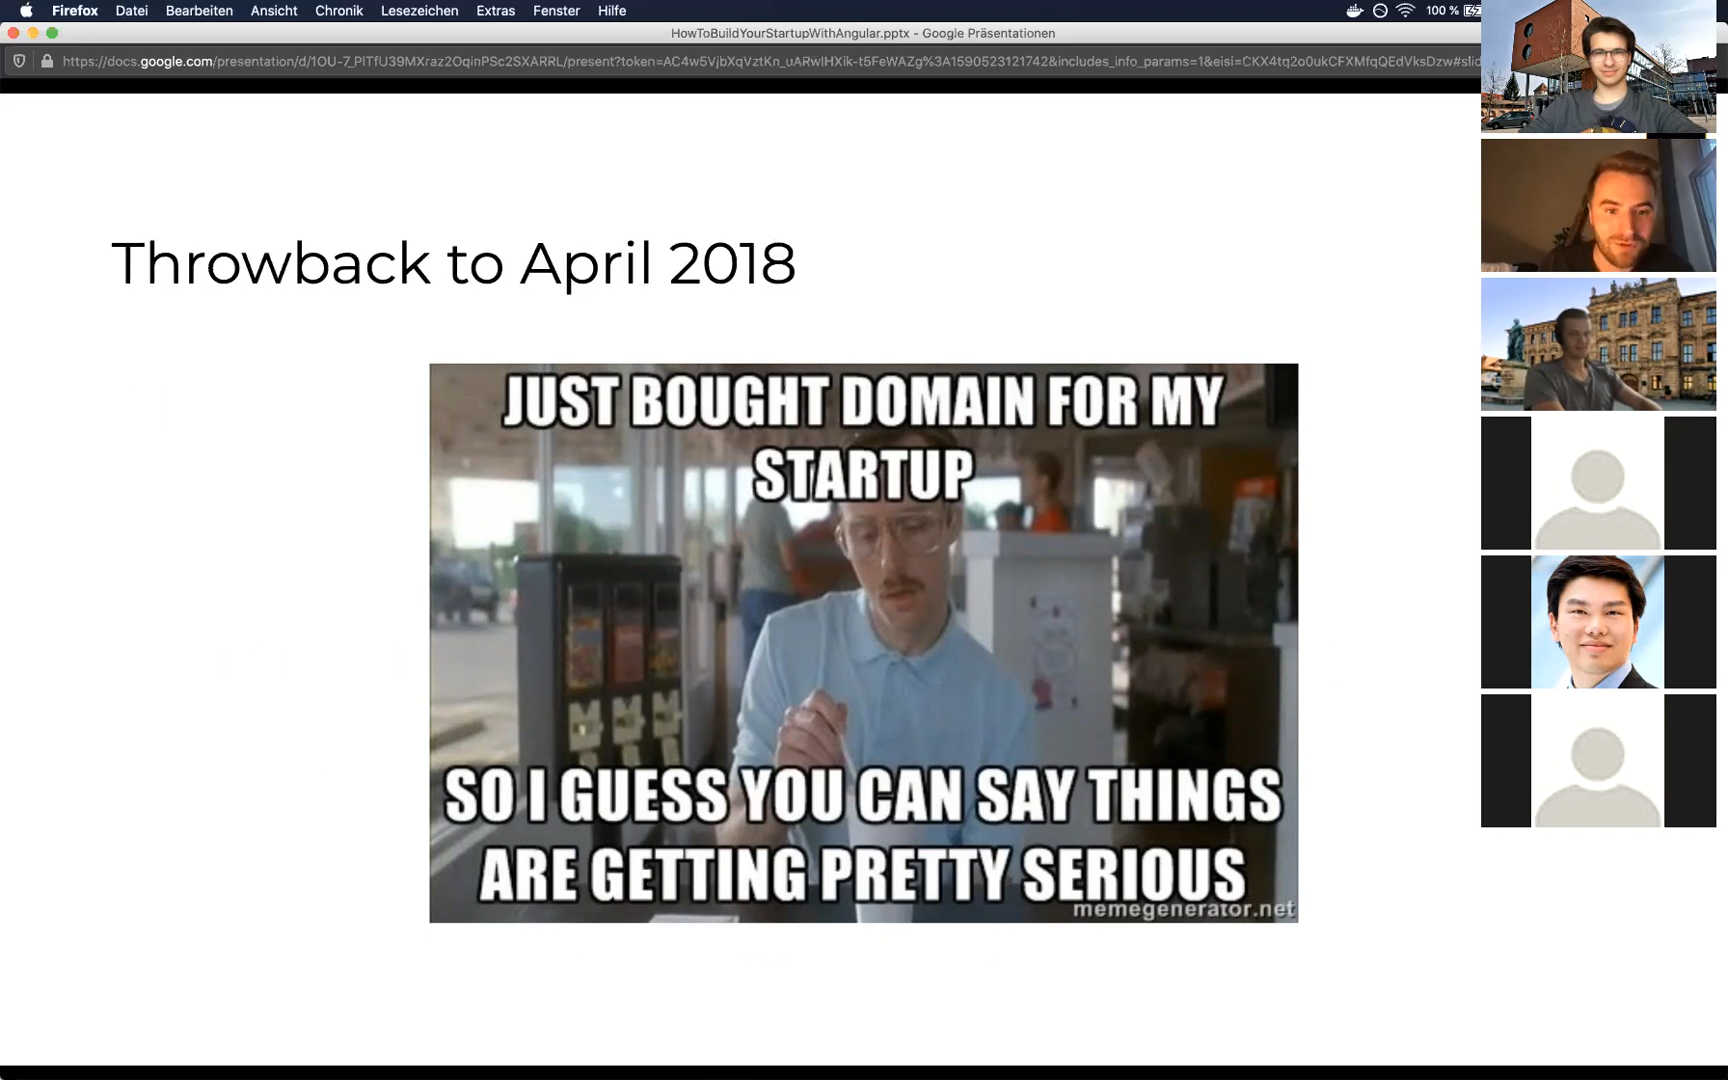 Firefox Datei Bearbeiten Ansicht Chronik Lesezeichen Extras Fenster Hilfe 100 %
HowToBuildYourStartupWithAngular.pptx - Google Präsentationen
Throwback to April 2018
JUST BOUGHT DOMAIN FOR MY
STARTUP
SO I GUESS YOU CAN SAY THINGS
ARE GETTING PRETTY SERIOUS
memegenerator.net